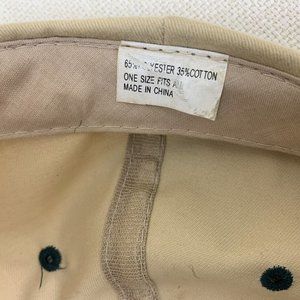 65% POLYESTER 35%COTTON
ONE SIZE FITS ALL
MADE IN CHINA